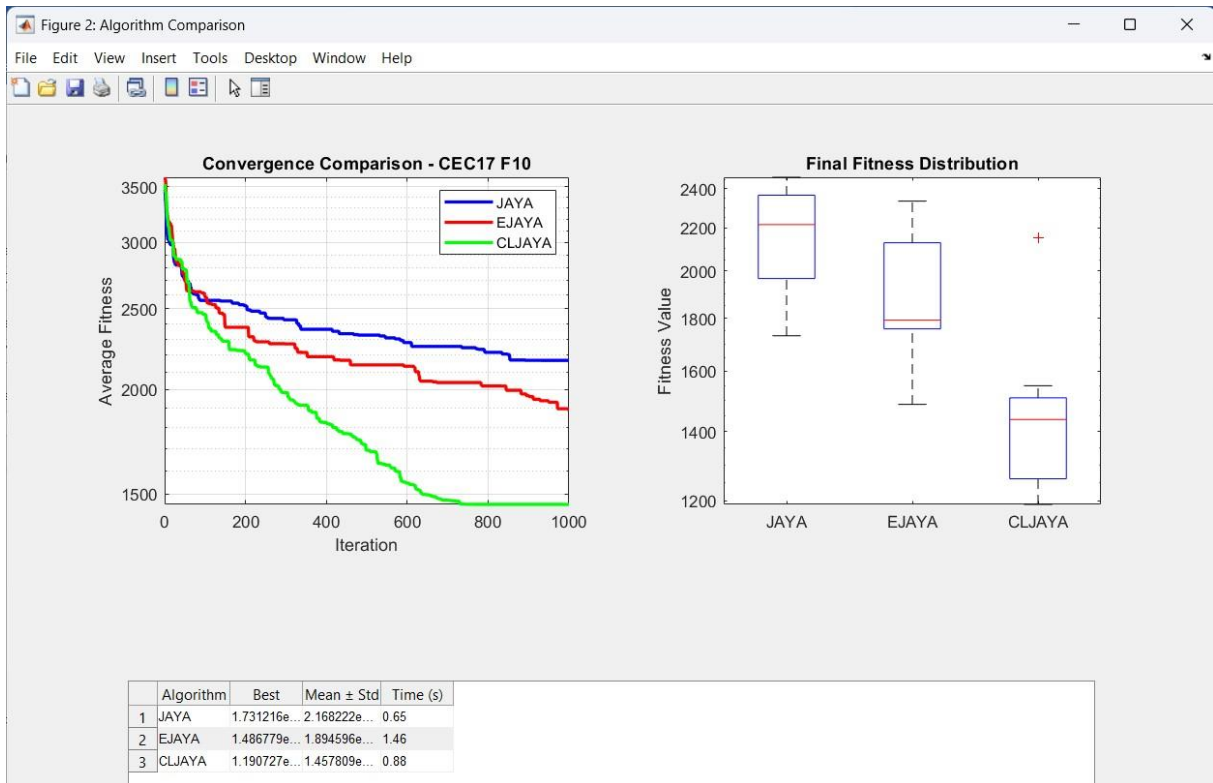 Figure 2: Algorithm Comparison
File Edit View Insert Tools Desktop Window Help
Convergence Comparison - CEC17 F10
3500
3000
2500
2000
1500
Average Fitness
JAYA
EJAYA
CLJAYA
0 200 400 600 800 1000
Iteration
Final Fitness Distribution
2400
2200
2000
1800
1600
1400
1200
Fitness Value
JAYA EJAYA CLJAYA
Algorithm Best Mean ± Std Time (s)
1 JAYA 1.731216e... 2.168222e... 0.65
2 EJAYA 1.486779e... 1.894596e... 1.46
3 CLJAYA 1.190727e... 1.457809e... 0.88